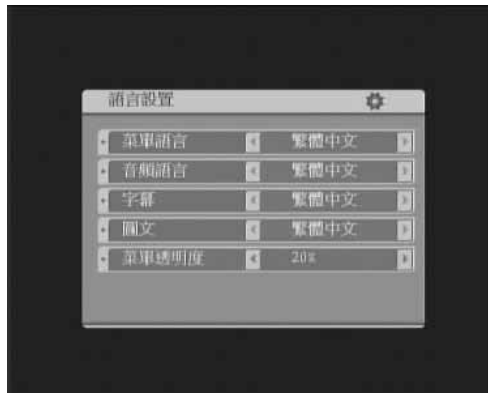 語言設置
菜單語言 繁體中文
音頻語言 繁體中文
字幕 繁體中文
圖文 繁體中文
菜單透明度 20%